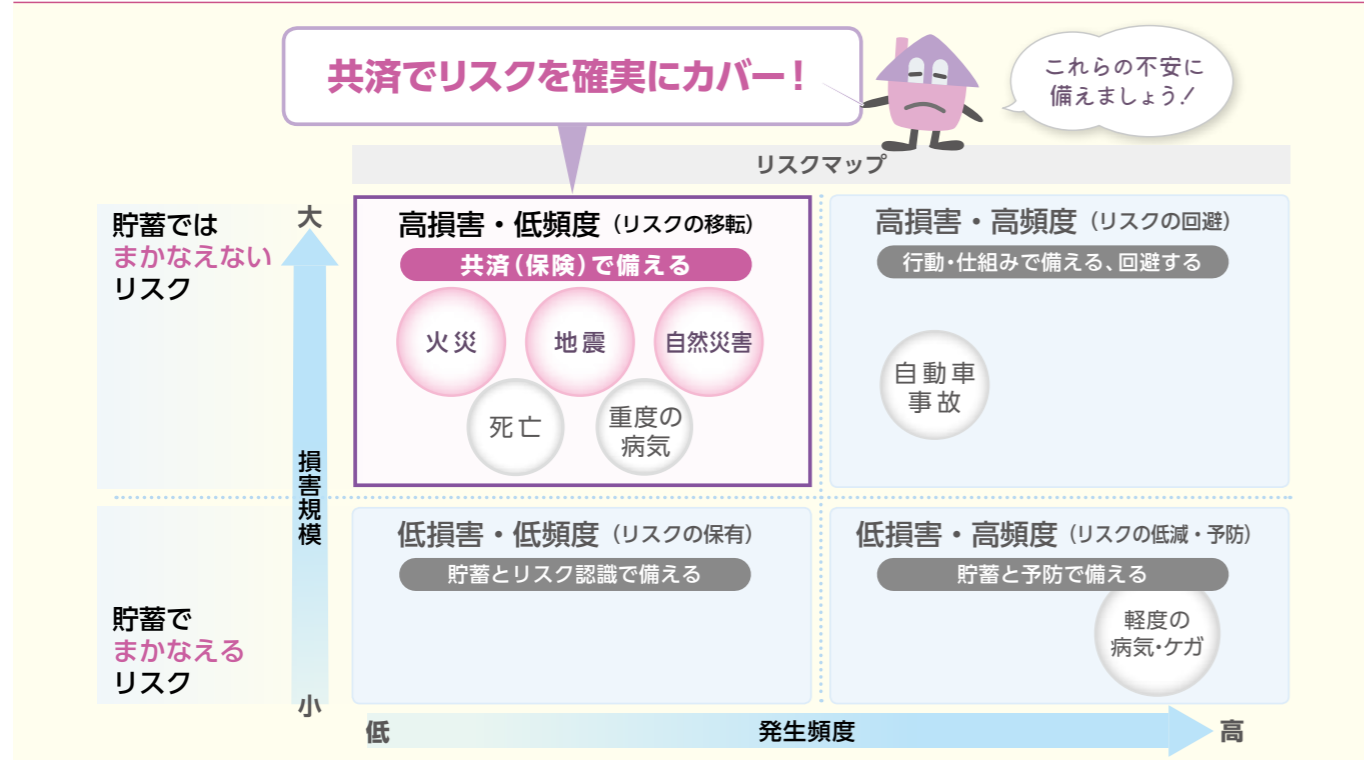 共済でリスクを確実にカバー!
これらの不安に
備えましょう!
リスクマップ
貯蓄では
まかなえない
リスク
大
高損害・低頻度（リスクの移転）
共済（保険）で備える
火災
地震
自然災害
死亡
重度の
病気
高損害・高頻度（リスクの回避）
行動・仕組みで備える、回避する
自動車
事故
損害規模
低損害・低頻度（リスクの保有）
貯蓄とリスク認識で備える
低損害・高頻度（リスクの低減・予防）
貯蓄と予防で備える
軽度の
病気・ケガ
貯蓄で
まかなえる
リスク
小
低
発生頻度
高